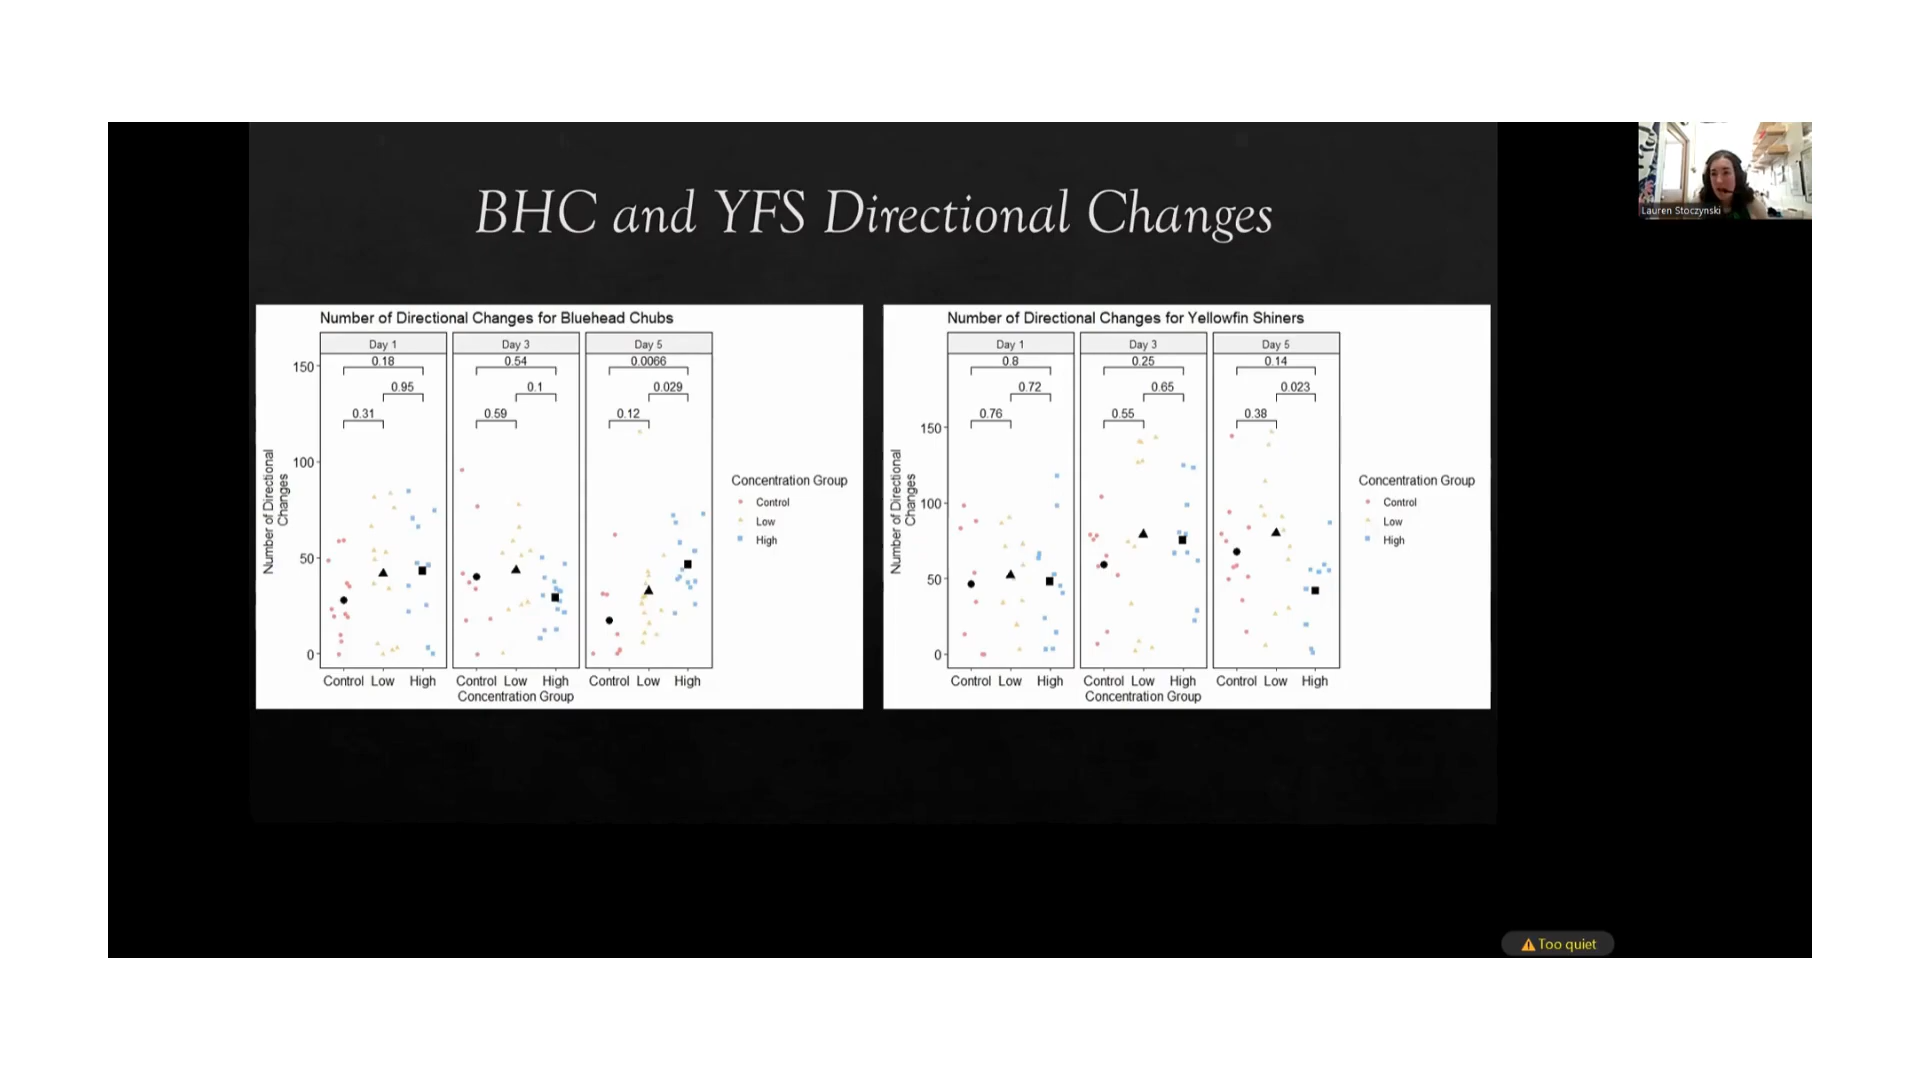 BHC and YFS Directional Changes
Lauren Stoczynski
Number of Directional Changes for Bluehead Chubs
Day 1 Day 3 Day 5
0.18 0.54 0.0066
0.95 0.1 0.029
0.31 0.59 0.12
150
100
50
0
Number of Directional
Changes
Control Low High Control Low High Control Low High
Concentration Group
Concentration Group
Control
Low
High
Number of Directional Changes for Yellowfin Shiners
Day 1 Day 3 Day 5
0.8 0.25 0.14
0.72 0.65 0.023
0.76 0.55 0.38
150
100
50
0
Number of Directional
Changes
Control Low High Control Low High Control Low High
Concentration Group
Concentration Group
Control
Low
High
Too quiet